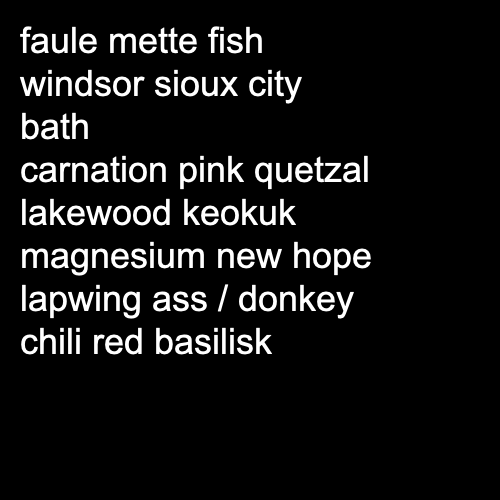 faule mette fish
windsor sioux city
bath
carnation pink quetzal
lakewood keokuk
magnesium new hope
lapwing ass / donkey
chili red basilisk